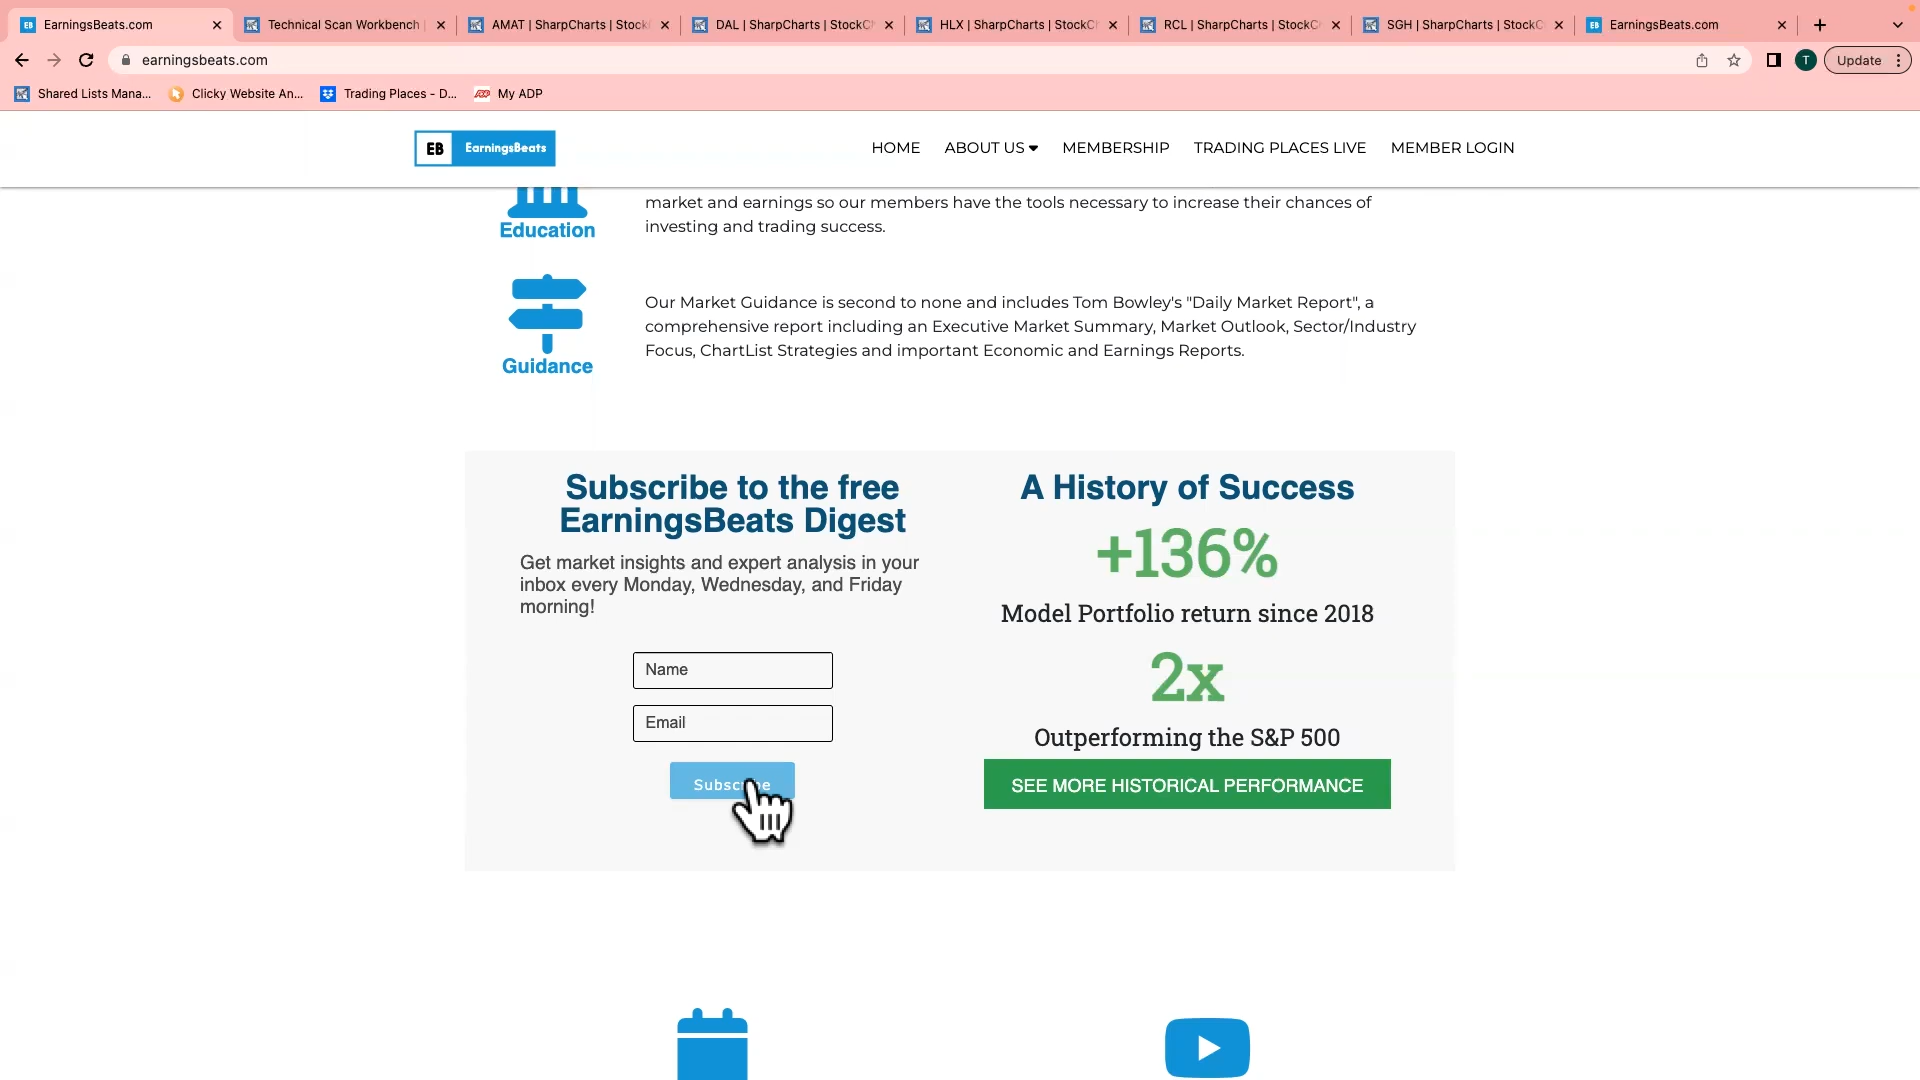 EB EarningsBeats.com
Technical Scan Workbench |
AMAT | SharpCharts | Stock
DAL | SharpCharts | StockCh
HLX | SharpCharts | StockCh
RCL | SharpCharts | StockC
SGH | SharpCharts | StockC
EB EarningsBeats.com
earningsbeats.com
T
Update
Shared Lists Mana...
Clicky Website An...
Trading Places - D...
My ADP
EB EarningsBeats
HOME
ABOUT US
MEMBERSHIP
TRADING PLACES LIVE
MEMBER LOGIN
Education
market and earnings so our members have the tools necessary to increase their chances of
investing and trading success.
Guidance
Our Market Guidance is second to none and includes Tom Bowley's "Daily Market Report", a
comprehensive report including an Executive Market Summary, Market Outlook, Sector/Industry
Focus, ChartList Strategies and important Economic and Earnings Reports.
Subscribe to the free
EarningsBeats Digest
Get market insights and expert analysis in your
inbox every Monday, Wednesday, and Friday
morning!
Name
Email
Subscribe
A History of Success
+136%
Model Portfolio return since 2018
2x
Outperforming the S&P 500
SEE MORE HISTORICAL PERFORMANCE